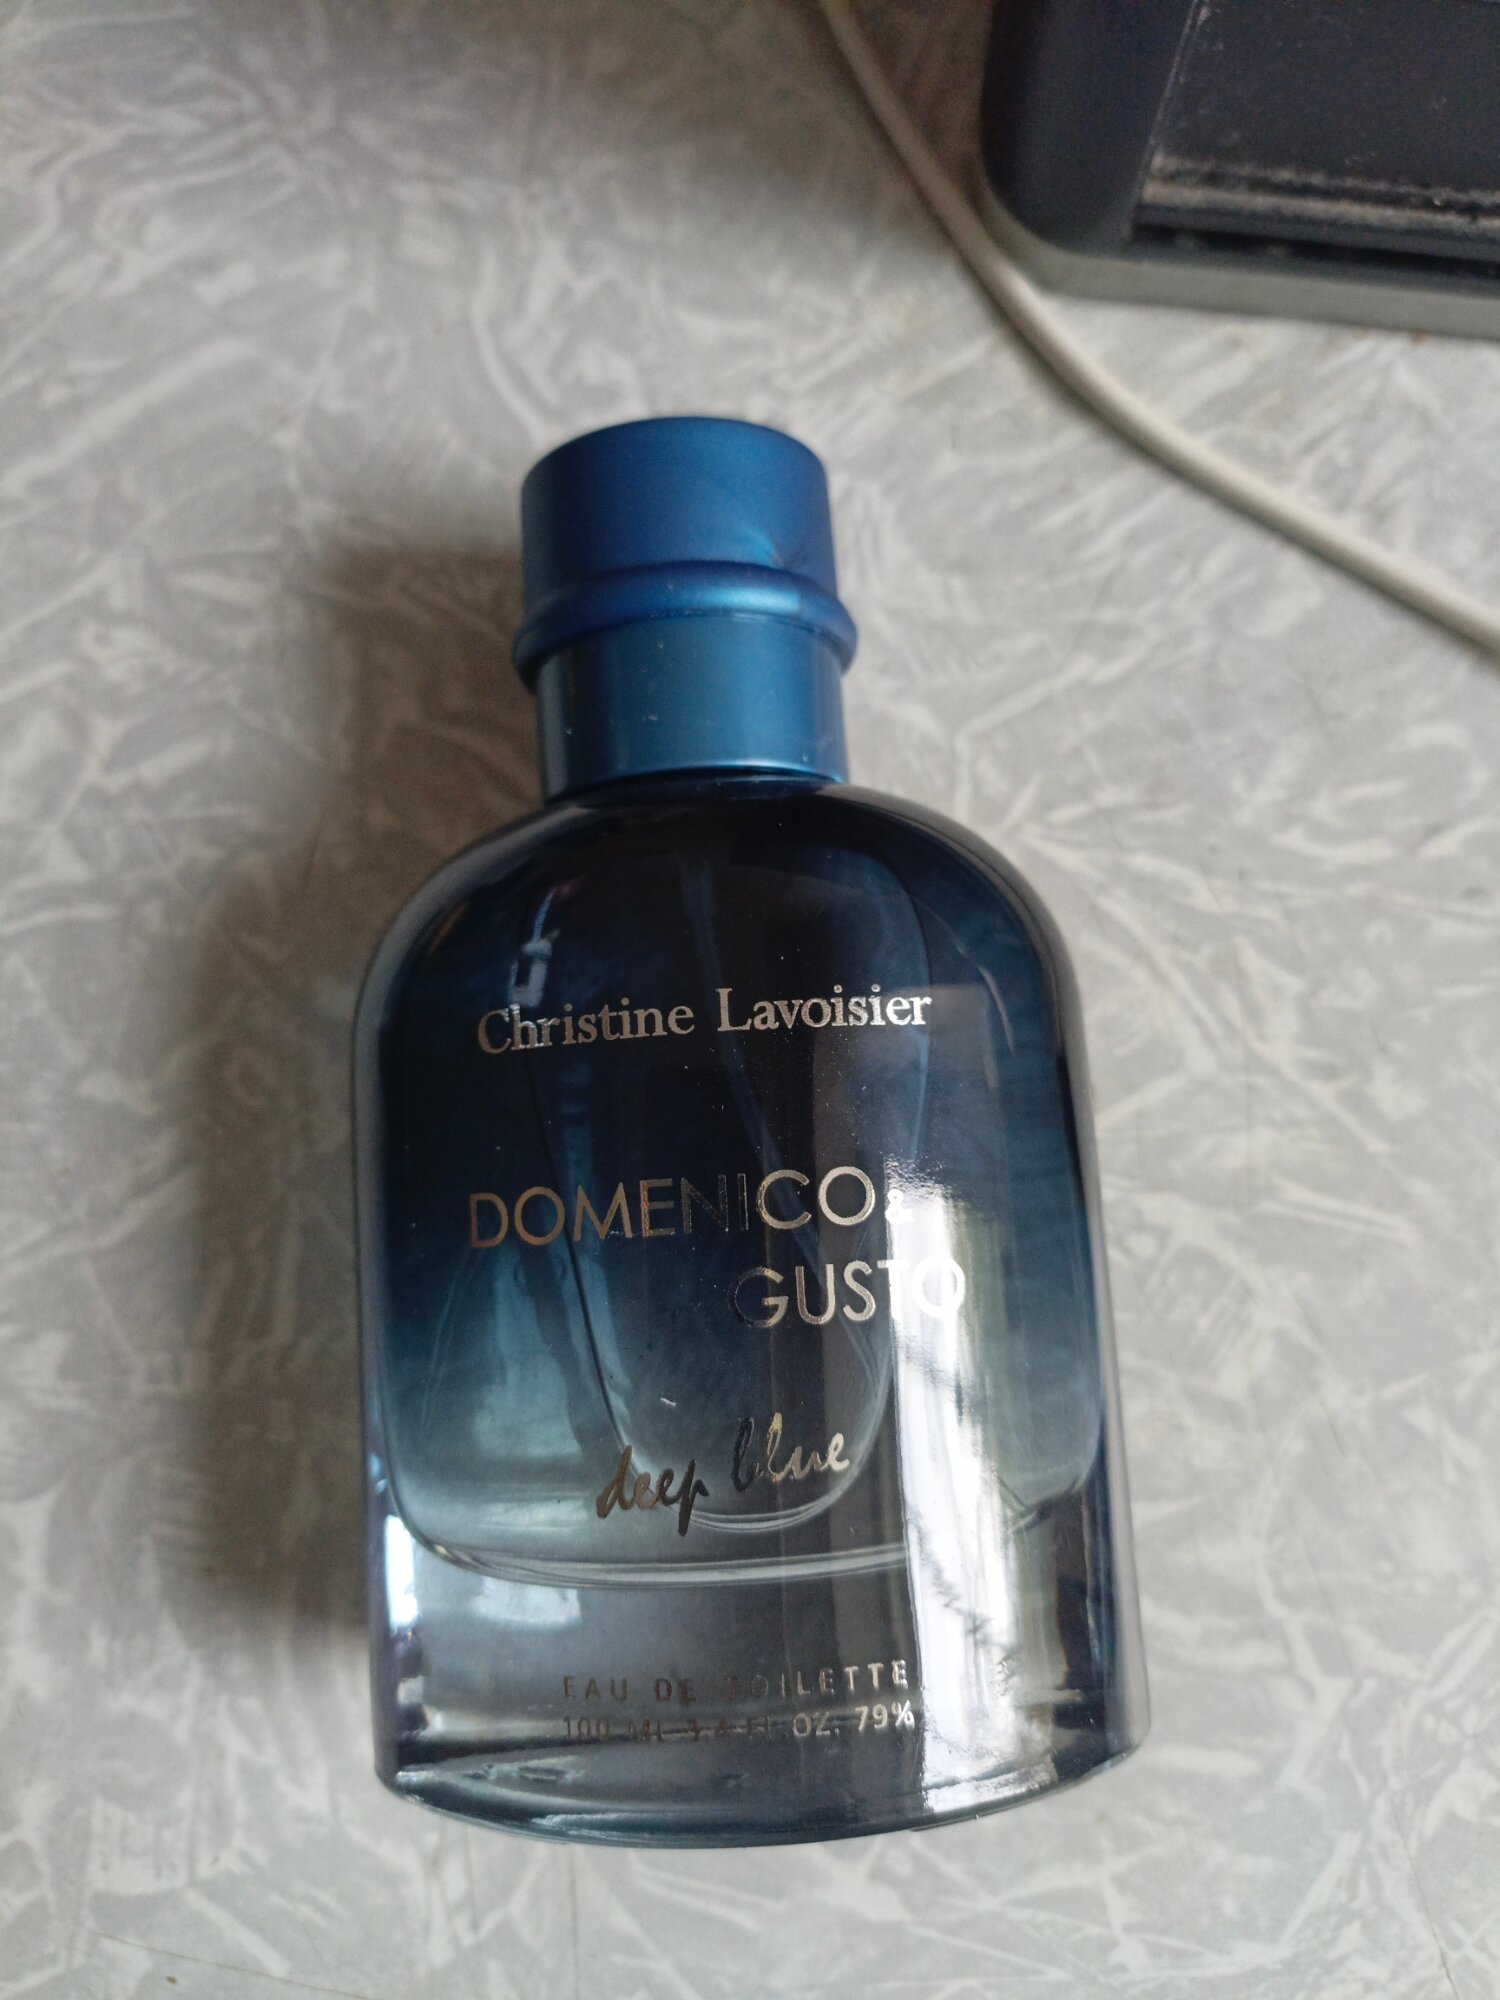 Christine Lavoisier
DOMENICO &
GUSTO
deep blue
EAU DE TOILETTE
100 ML 3.4 FL OZ. 79%